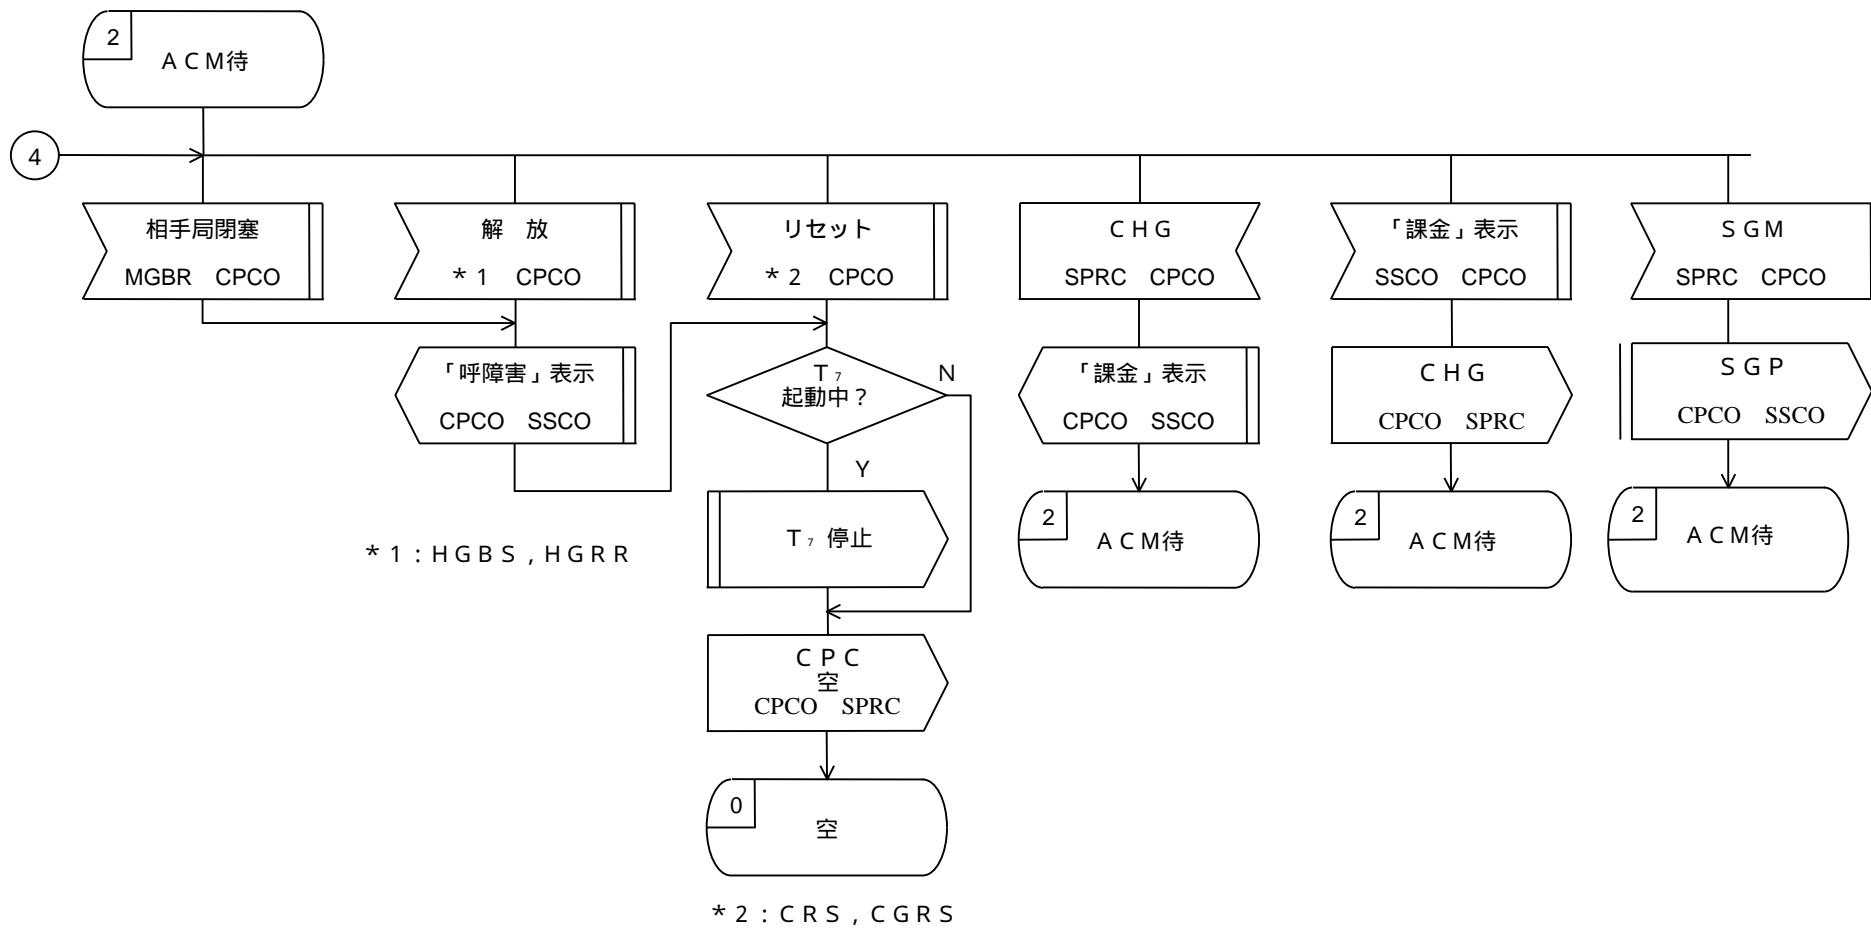 2
ＡＣＭ待
4
相手局閉塞
MGBR CPCO
解 放
＊１ CPCO
リセット
＊２ CPCO
ＣＨＧ
SPRC CPCO
「課金」表示
SSCO CPCO
ＳＧＭ
SPRC CPCO
「呼障害」表示
CPCO SSCO
Ｔ₇
起動中？
Ｎ
Ｙ
「課金」表示
CPCO SSCO
ＣＨＧ
CPCO SPRC
ＳＧＰ
CPCO SSCO
Ｔ₇ 停止
2
ＡＣＭ待
2
ＡＣＭ待
2
ＡＣＭ待
＊１：ＨＧＢＳ，ＨＧＲＲ
ＣＰＣ
空
CPCO SPRC
0
空
＊２：ＣＲＳ，ＣＧＲＳ